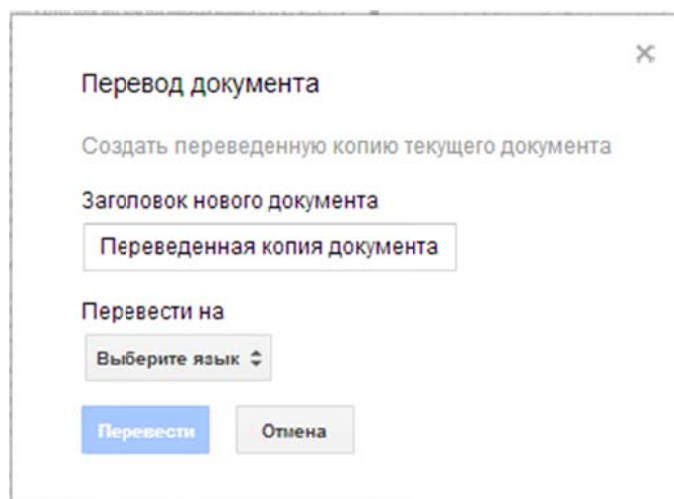 Перевод документа
Создать переведенную копию текущего документа
Заголовок нового документа
Переведенная копия документа
Перевести на
Выберите язык
Перевести
Отмена